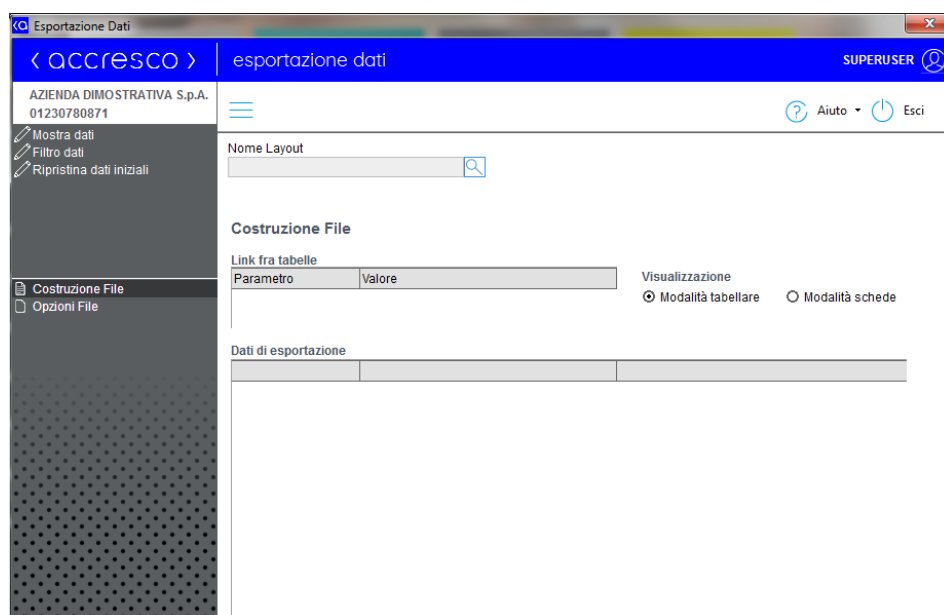 Esportazione Dati
‹ accresco › esportazione dati SUPERUSER
AZIENDA DIMOSTRATIVA S.p.A.
01230780871
Aiuto Esci
Mostra dati
Filtro dati
Ripristina dati iniziali
Nome Layout
Costruzione File
Link fra tabelle
Parametro Valore
Visualizzazione
Modalità tabellare Modalità schede
Costruzione File
Opzioni File
Dati di esportazione